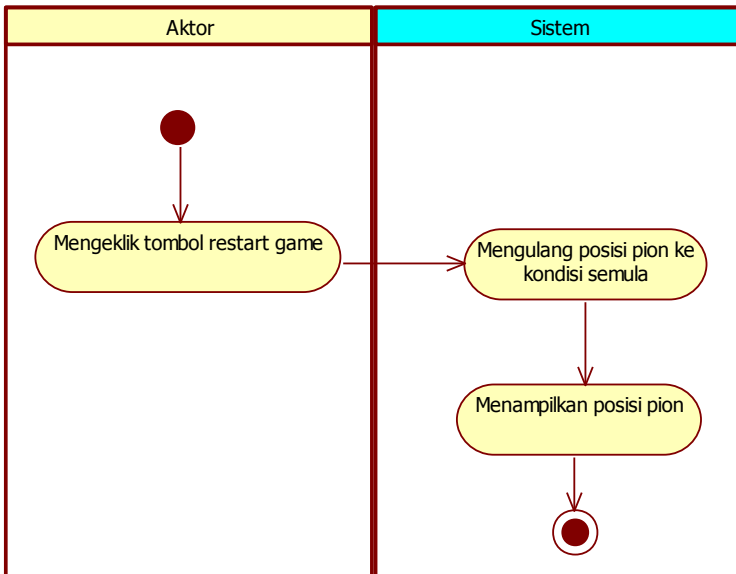 Aktor
Sistem
Mengeklik tombol restart game
Mengulang posisi pion ke
kondisi semula
Menampilkan posisi pion